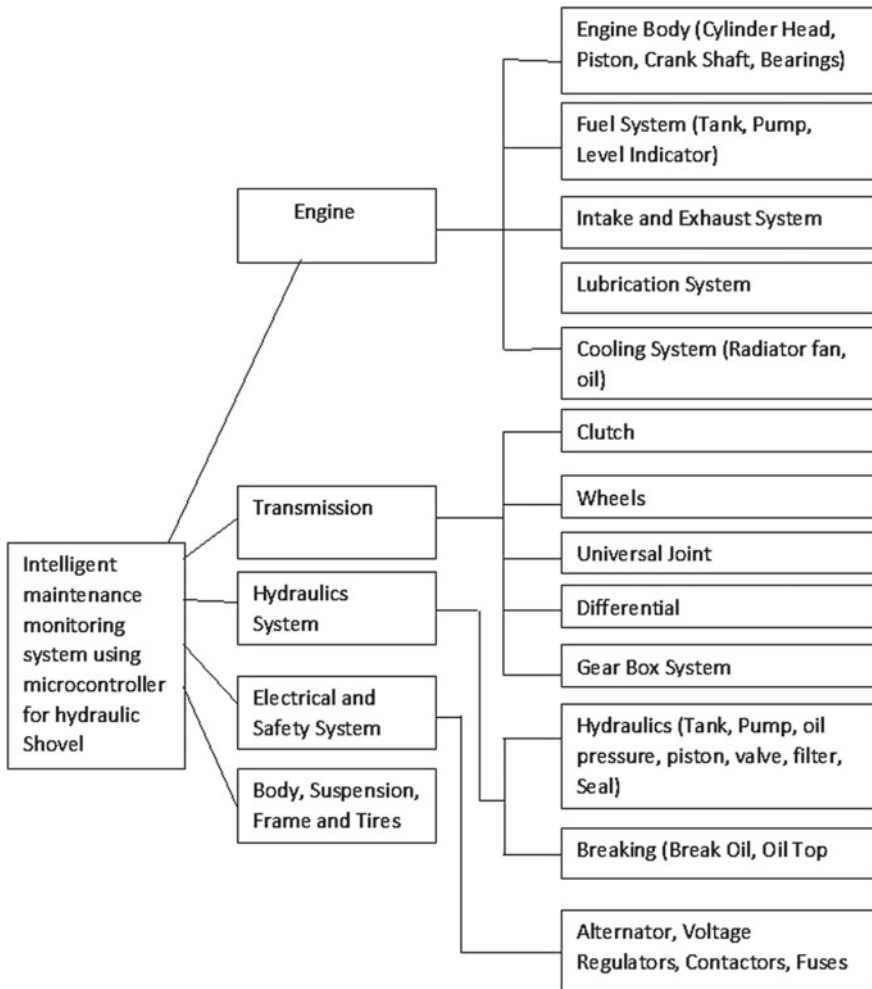 Engine Body (Cylinder Head,
Piston, Crank Shaft, Bearings)
Fuel System (Tank, Pump,
Level Indicator)
Engine
Intake and Exhaust System
Lubrication System
Cooling System (Radiator fan,
oil)
Clutch
Transmission
Wheels
Intelligent
maintenance
monitoring
system using
microcontroller
for hydraulic
Shovel
Universal Joint
Hydraulics
System
Differential
Gear Box System
Electrical and
Safety System
Hydraulics (Tank, Pump, oil
pressure, piston, valve, filter,
Seal)
Body, Suspension,
Frame and Tires
Breaking (Break Oil, Oil Top
Alternator, Voltage
Regulators, Contactors, Fuses